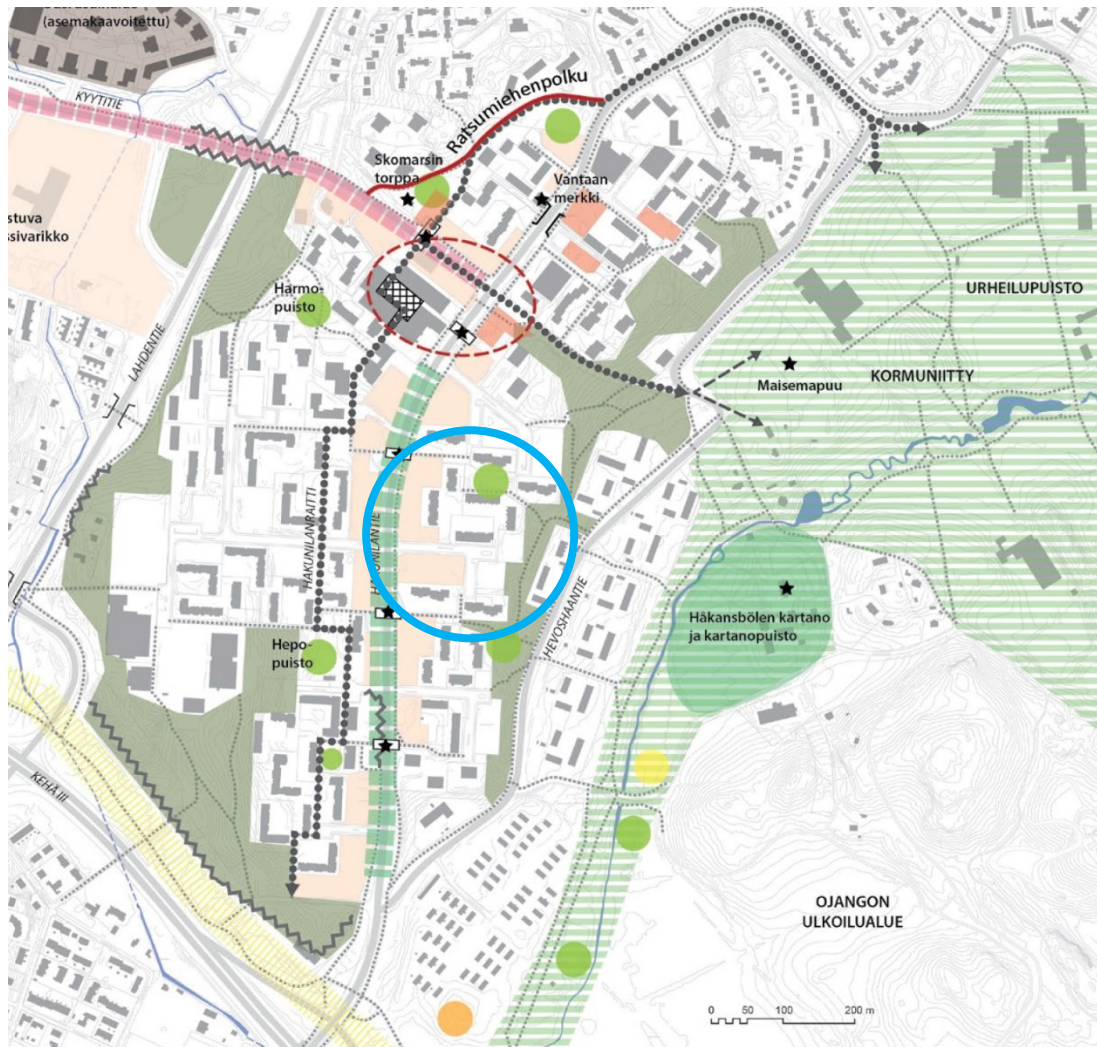 (asemakaavoitettu)
KYYTITIE
Ratsumiehenpolku
Skomarsin
torppa
Vantaan
merkki
stuva
ssivarikko
Harmo-
puisto
URHEILUPUISTO
LAHDENTIE
Maisemapuu
KORMUNIITTY
HAKUNILANRAITTI
HAKUNILANTIE
HEVOSHAANTIE
Håkansbölen kartano
ja kartanopuisto
Hepo-
puisto
KEHÄ III
OJANGON
ULKOILUALUE
0 50 100 200 m